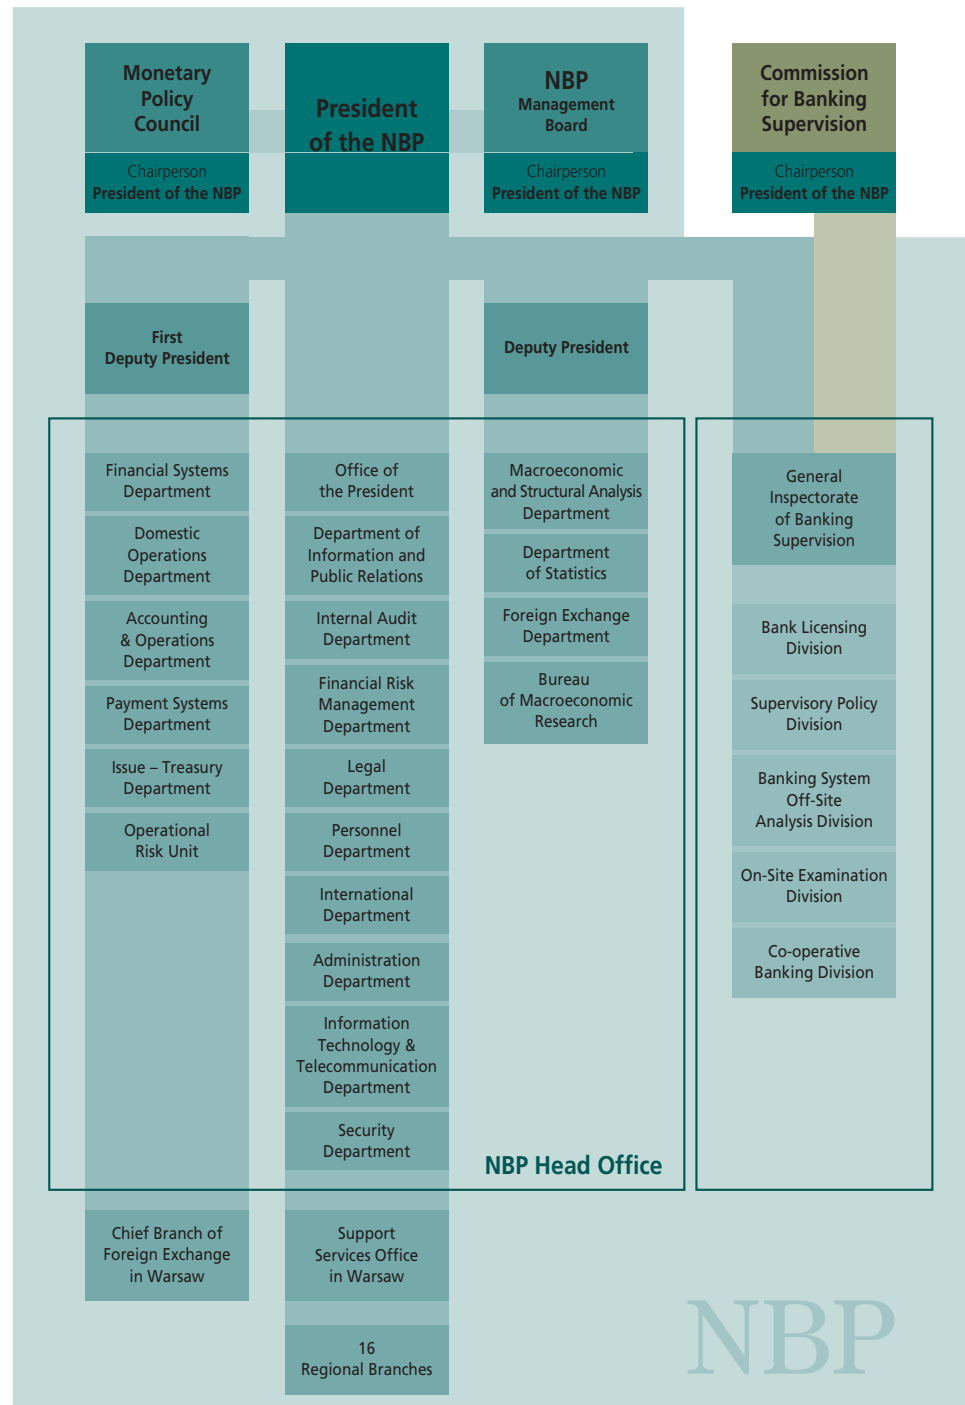 Monetary
Policy
Council
Chairperson
President of the NBP
President
of the NBP
NBP
Management
Board
Chairperson
President of the NBP
Commission
for Banking
Supervision
Chairperson
President of the NBP
First
Deputy President
Deputy President
Financial Systems
Department
Domestic
Operations
Department
Accounting
& Operations
Department
Payment Systems
Department
Issue – Treasury
Department
Operational
Risk Unit
Office of
the President
Department of
Information and
Public Relations
Internal Audit
Department
Financial Risk
Management
Department
Legal
Department
Personnel
Department
International
Department
Administration
Department
Information
Technology &
Telecommunication
Department
Security
Department
Macroeconomic
and Structural Analysis
Department
Department
of Statistics
Foreign Exchange
Department
Bureau
of Macroeconomic
Research
NBP Head Office
General
Inspectorate
of Banking
Supervision
Bank Licensing
Division
Supervisory Policy
Division
Banking System
Off-Site
Analysis Division
On-Site Examination
Division
Co-operative
Banking Division
Chief Branch of
Foreign Exchange
in Warsaw
Support
Services Office
in Warsaw
16
Regional Branches
NBP